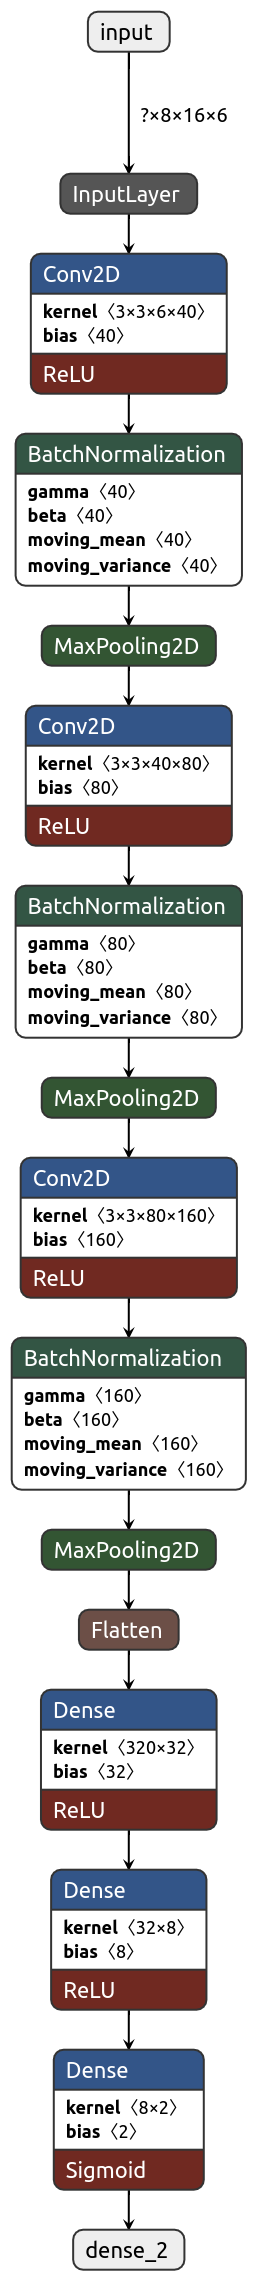 input
?×8×16×6
InputLayer
Conv2D
kernel〈3×3×6×40〉
bias〈40〉
ReLU
BatchNormalization
gamma〈40〉
beta〈40〉
moving_mean〈40〉
moving_variance〈40〉
MaxPooling2D
Conv2D
kernel〈3×3×40×80〉
bias〈80〉
ReLU
BatchNormalization
gamma〈80〉
beta〈80〉
moving_mean〈80〉
moving_variance〈80〉
MaxPooling2D
Conv2D
kernel〈3×3×80×160〉
bias〈160〉
ReLU
BatchNormalization
gamma〈160〉
beta〈160〉
moving_mean〈160〉
moving_variance〈160〉
MaxPooling2D
Flatten
Dense
kernel〈320×32〉
bias〈32〉
ReLU
Dense
kernel〈32×8〉
bias〈8〉
ReLU
Dense
kernel〈8×2〉
bias〈2〉
Sigmoid
dense_2